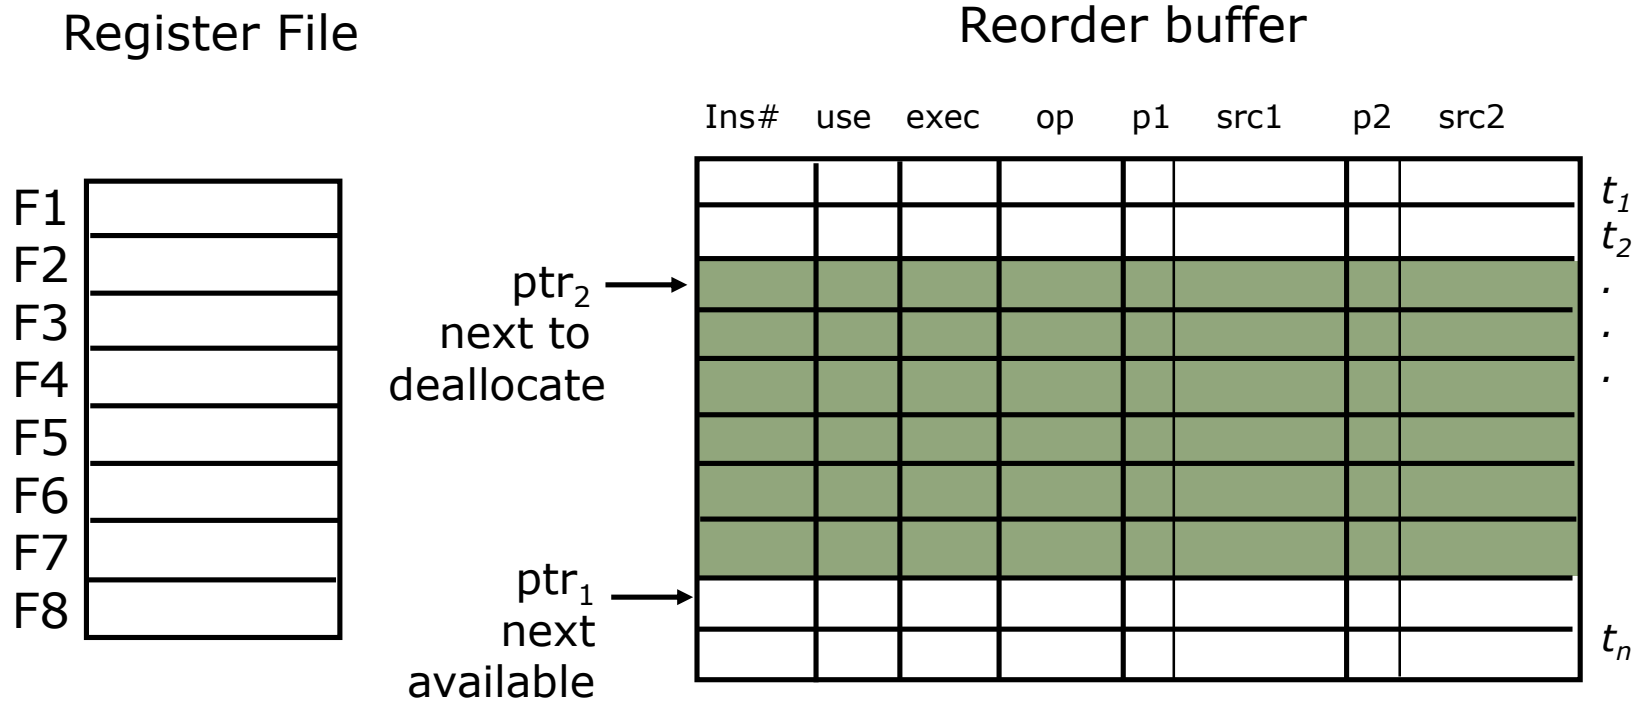 Register File
Reorder buffer
Ins# use exec op p1 src1 p2 src2
F1
F2
F3
F4
F5
F6
F7
F8
ptr₂
next to
deallocate
ptr₁
next
available
t₁
t₂
.
.
.
tₙ